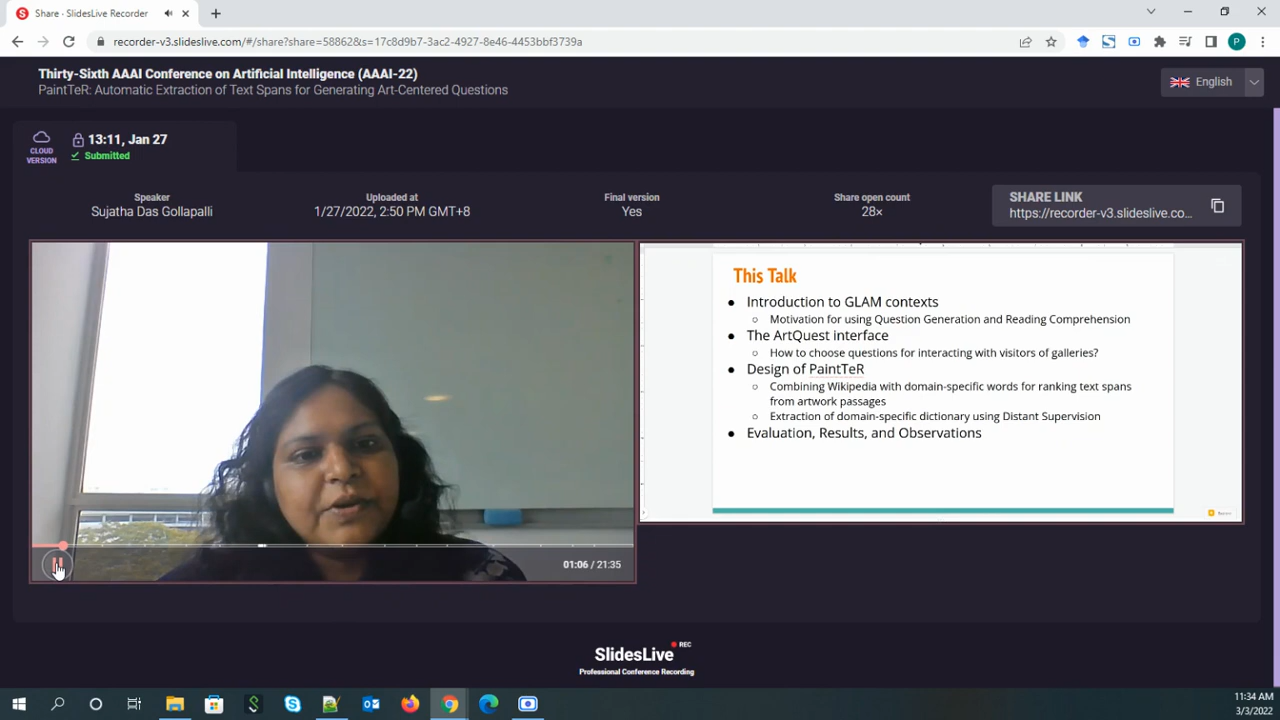 Share - SlidesLive Recorder
recorder-v3.slideslive.com/#/share?share=58862&s=17c8d9b7-3ac2-4927-8e46-4453bbf3739a
P
Thirty-Sixth AAAI Conference on Artificial Intelligence (AAAI-22)
PaintTeR: Automatic Extraction of Text Spans for Generating Art-Centered Questions
English
CLOUD
VERSION
13:11, Jan 27
Submitted
Speaker
Sujatha Das Gollapalli
Uploaded at
1/27/2022, 2:50 PM GMT+8
Final version
Yes
Share open count
28×
SHARE LINK
https://recorder-v3.slideslive.co...
This Talk
● Introduction to GLAM contexts
○ Motivation for using Question Generation and Reading Comprehension
● The ArtQuest interface
○ How to choose questions for interacting with visitors of galleries?
● Design of PaintTeR
○ Combining Wikipedia with domain-specific words for ranking text spans
from artwork passages
○ Extraction of domain-specific dictionary using Distant Supervision
● Evaluation, Results, and Observations
01:06 / 21:35
SlidesLive REC
Professional Conference Recording
11:34 AM
3/3/2022